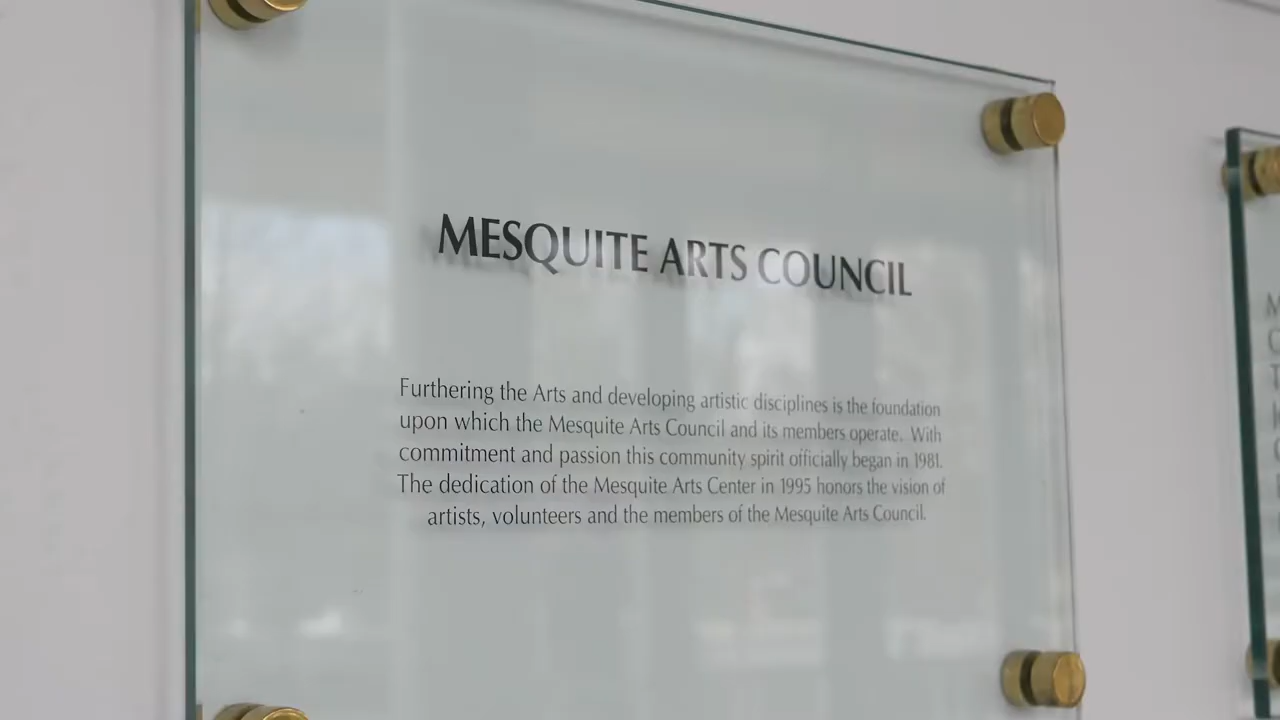 MESQUITE ARTS COUNCIL
Furthering the Arts and developing artistic disciplines is the foundation
upon which the Mesquite Arts Council and its members operate. With
commitment and passion this community spirit officially began in 1981.
The dedication of the Mesquite Arts Center in 1995 honors the vision of
artists, volunteers and the members of the Mesquite Arts Council.